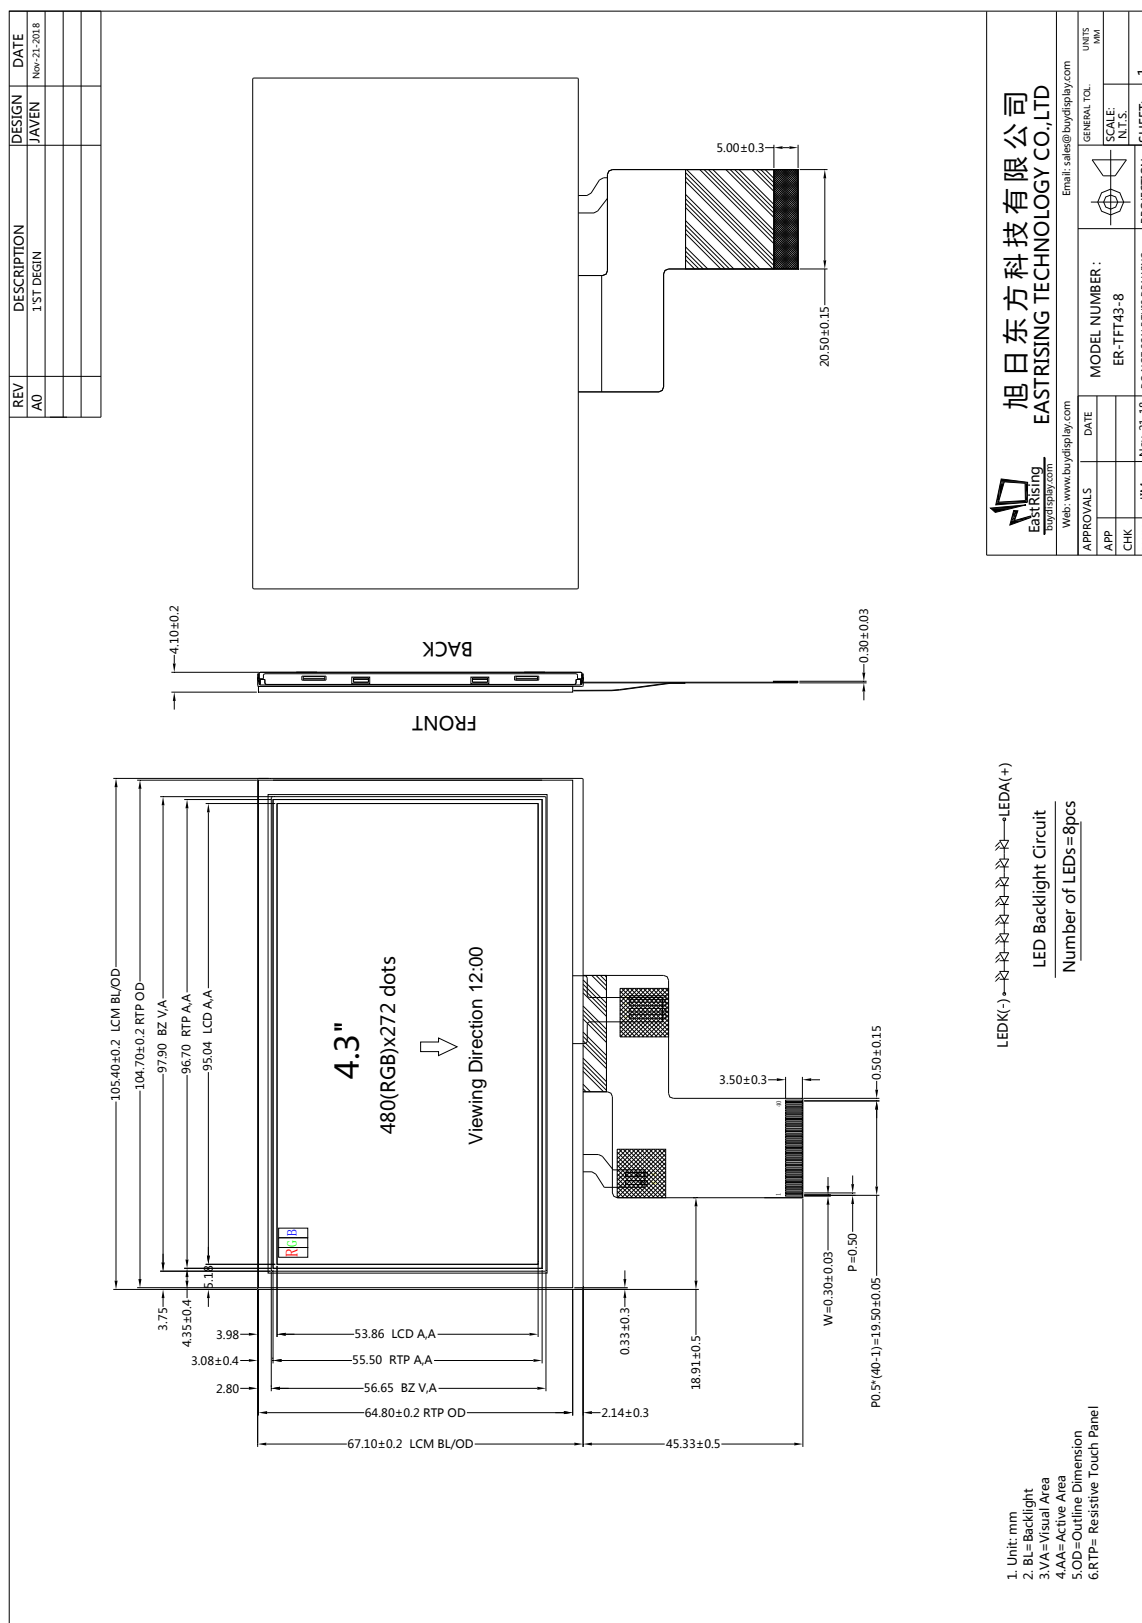 REV DESCRIPTION DESIGN DATE
A0 1'ST DEGIN JAVEN Nov-21-2018
5.00±0.3
20.50±0.15
4.10±0.2
BACK
FRONT
0.30±0.03
105.40±0.2 LCM BL/OD
104.70±0.2 RTP OD
97.90 BZ V,A
96.70 RTP A,A
95.04 LCD A,A
3.75
4.35±0.4
5.18
4.3"
480(RGB)x272 dots
Viewing Direction 12:00
R G B
3.98
53.86 LCD A,A
3.08±0.4
55.50 RTP A,A
2.80
56.65 BZ V,A
64.80±0.2 RTP OD
2.14±0.3
67.10±0.2 LCM BL/OD
45.33±0.5
0.33±0.3
18.91±0.5
3.50±0.3
0.50±0.15
40
1
W=0.30±0.03
P=0.50
P0.5*(40-1)=19.50±0.05
LEDK(-)
LEDA(+)
LED Backlight Circuit
Number of LEDs=8pcs
1. Unit: mm
2. BL=Backlight
3.VA=Visual Area
4.AA=Active Area
5.OD=Outline Dimension
6.RTP= Resistive Touch Panel
EastRising
buydisplay.com
旭日东方科技有限公司
EASTRISING TECHNOLOGY CO.,LTD
Web: www.buydisplay.com Email: sales@buydisplay.com
APPROVALS DATE
APP
CHK
MODEL NUMBER :
ER-TFT43-8
GENERAL TOL. UNITS
MM
SCALE:
N.T.S.